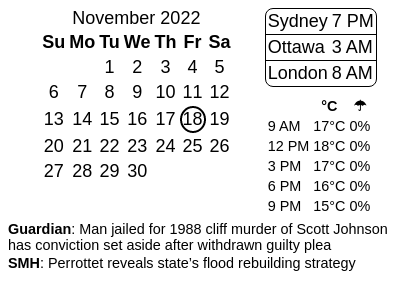 November 2022
Su Mo Tu We Th Fr Sa
1 2 3 4 5
6 7 8 9 10 11 12
13 14 15 16 17 18 19
20 21 22 23 24 25 26
27 28 29 30
Sydney 7 PM
Ottawa 3 AM
London 8 AM
°C ☂
9 AM 17°C 0%
12 PM 18°C 0%
3 PM 17°C 0%
6 PM 16°C 0%
9 PM 15°C 0%
Guardian: Man jailed for 1988 cliff murder of Scott Johnson
has conviction set aside after withdrawn guilty plea
SMH: Perrottet reveals state's flood rebuilding strategy